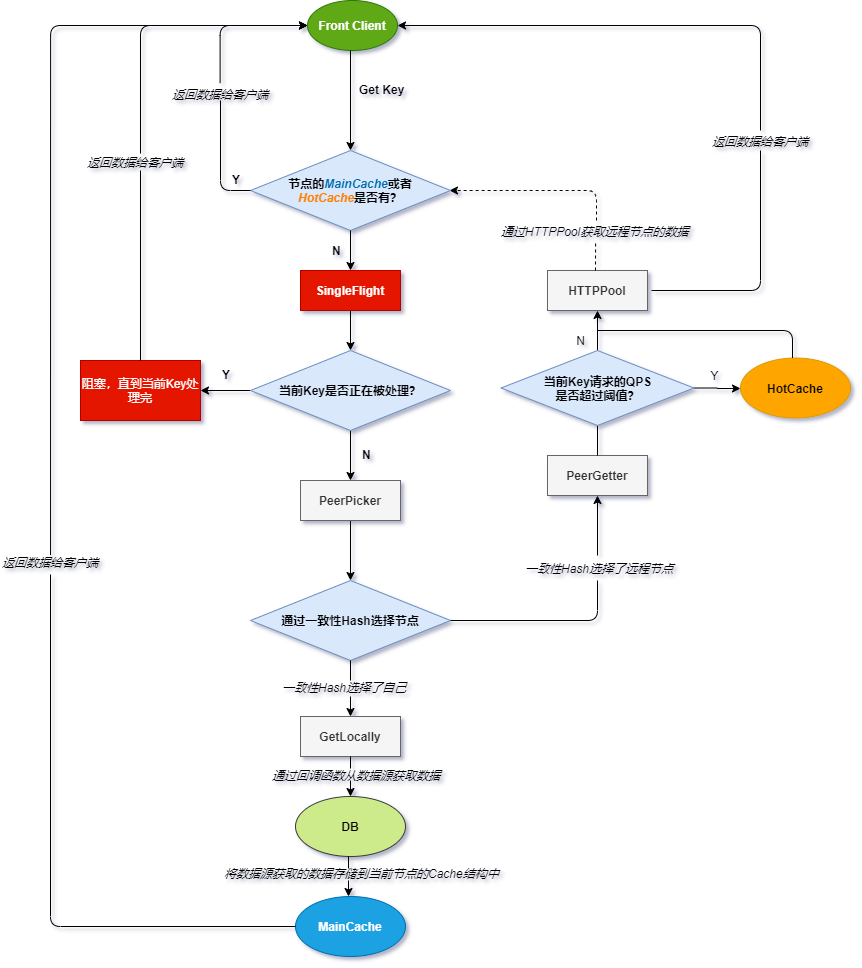 Front Client
Get Key
返回数据给客户端
返回数据给客户端
返回数据给客户端
Y
节点的MainCache或者
HotCache是否有?
通过HTTPPool获取远程节点的数据
N
SingleFlight
HTTPPool
N
阻塞，直到当前Key处
理完
Y
当前Key是否正在被处理?
当前Key请求的QPS
是否超过阈值?
Y
HotCache
N
PeerGetter
PeerPicker
返回数据给客户端
一致性Hash选择了远程节点
通过一致性Hash选择节点
一致性Hash选择了自己
GetLocally
通过回调函数从数据源获取数据
DB
将数据源获取的数据存储到当前节点的Cache结构中
MainCache